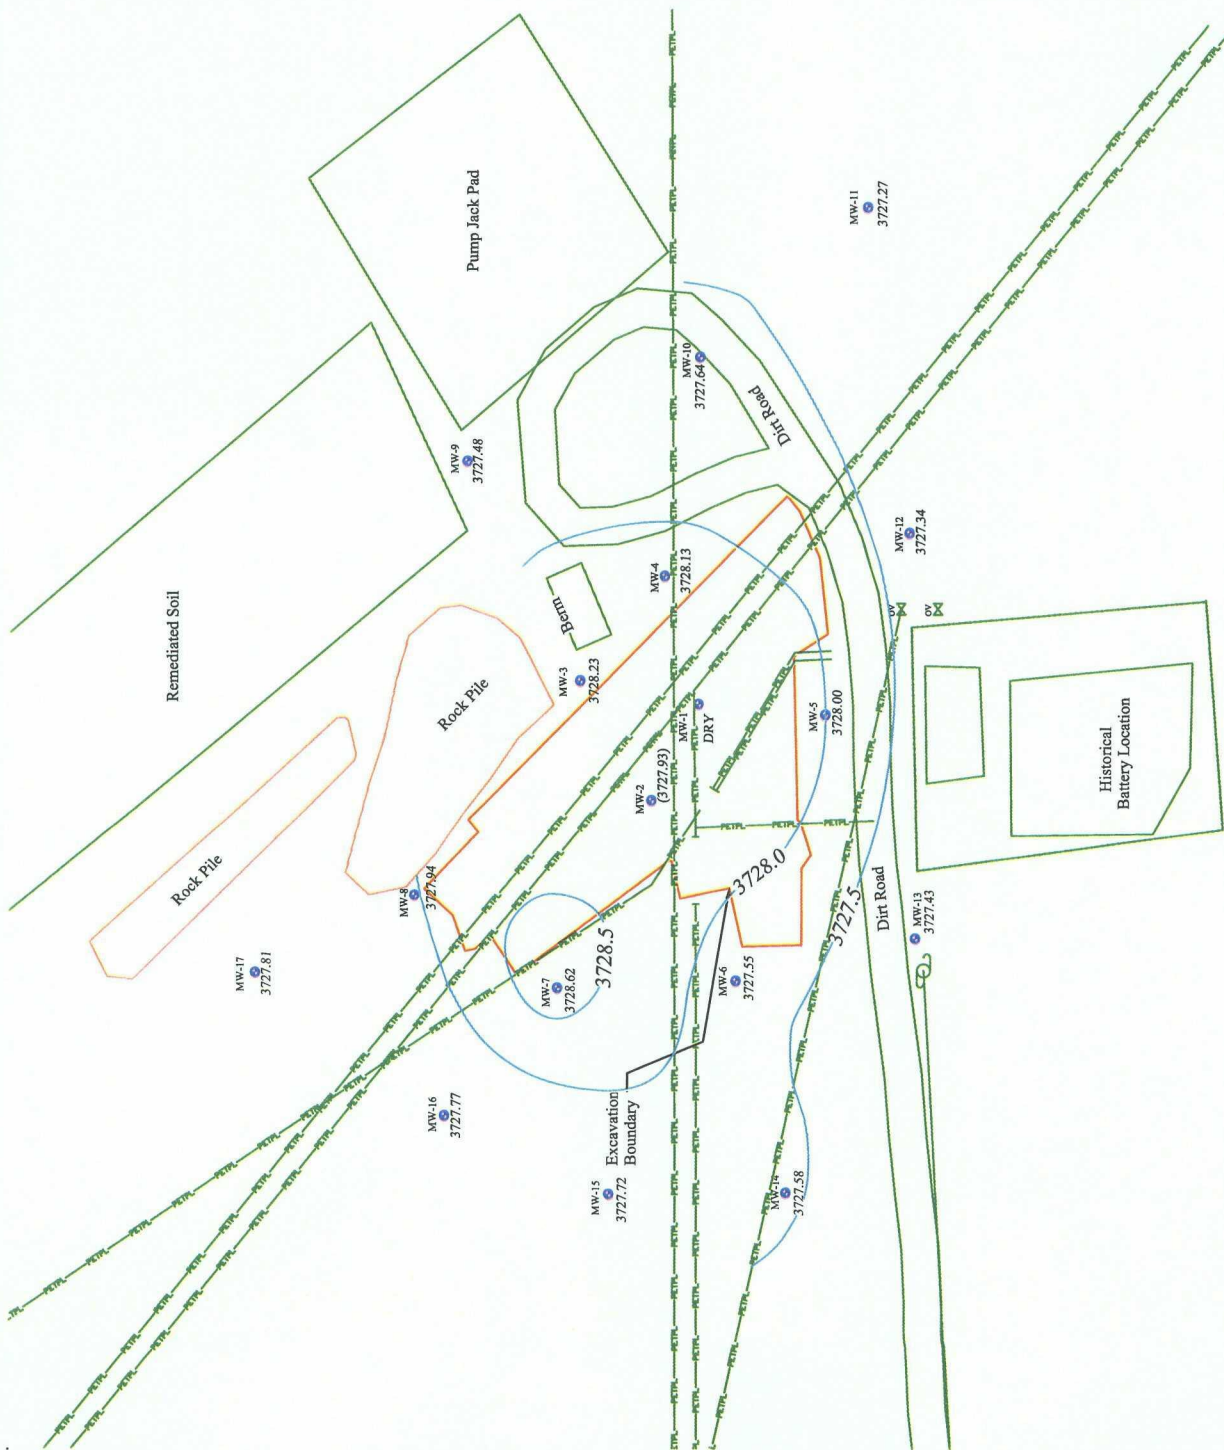 Pump Jack Pad
Remediated Soil
Rock Pile
Rock Pile
Berm
Dirt Road
Dirt Road
Historical
Battery Location
Excavation
Boundary
MW-11
3727.27
MW-10
3727.64
MW-9
3727.48
MW-12
3727.34
MW-4
3728.13
MW-3
3728.23
MW-1
DRY
MW-5
3728.00
MW-2
(3727.93)
MW-8
3727.94
MW-13
3727.43
MW-17
3727.81
MW-7
3728.62
MW-6
3727.55
MW-16
3727.77
MW-15
3727.72
MW-14
3727.58
3728.0
3727.5
3728.5
OV
OV
PETPL